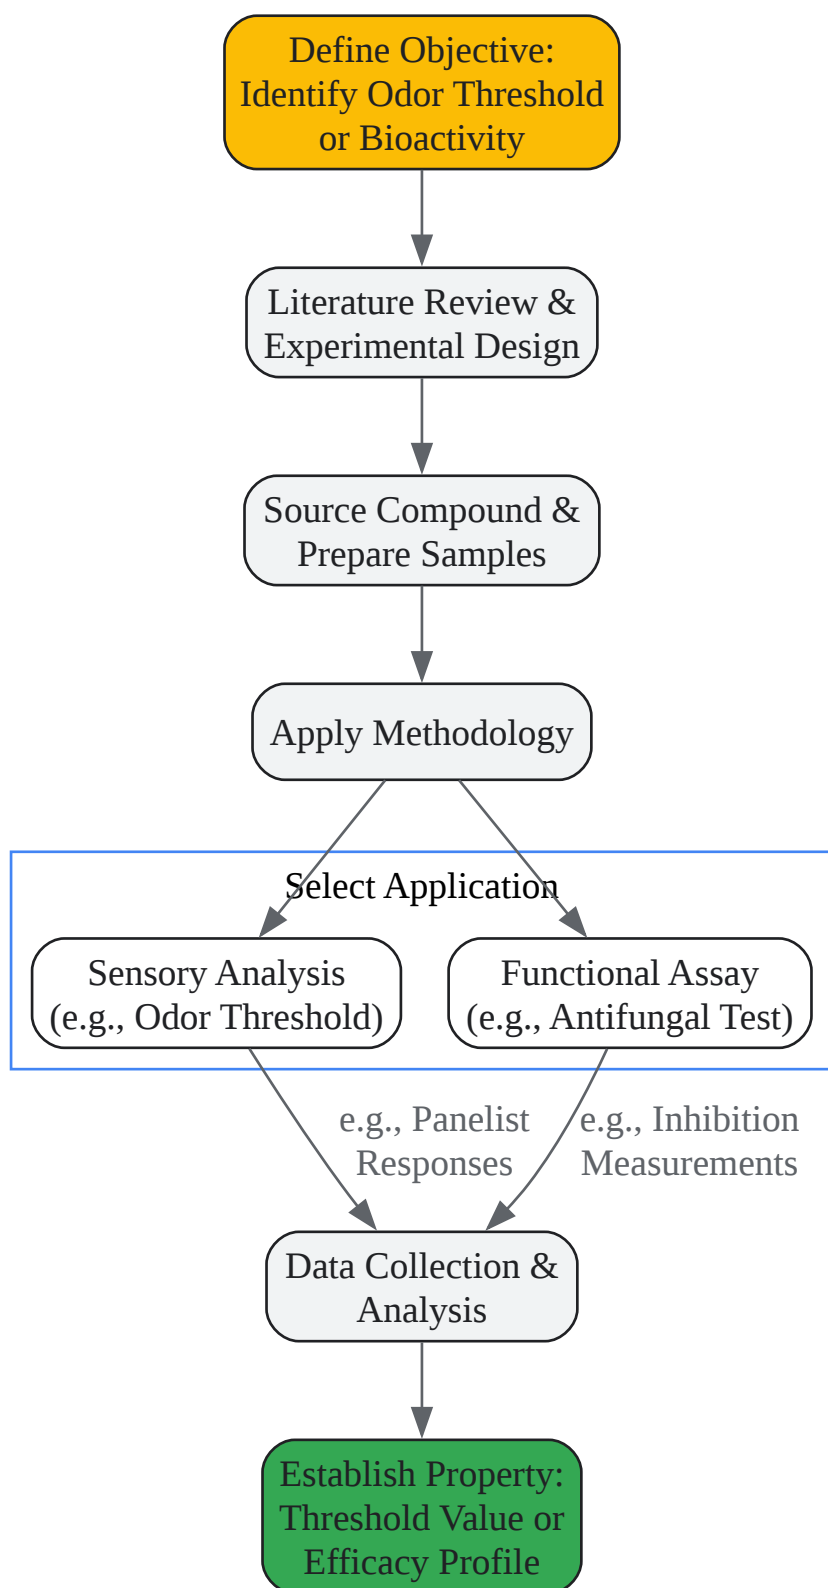 Define Objective:
Identify Odor Threshold
or Bioactivity
Literature Review &
Experimental Design
Source Compound &
Prepare Samples
Apply Methodology
Select Application
Sensory Analysis
(e.g., Odor Threshold)
Functional Assay
(e.g., Antifungal Test)
e.g., Panelist
Responses
e.g., Inhibition
Measurements
Data Collection &
Analysis
Establish Property:
Threshold Value or
Efficacy Profile